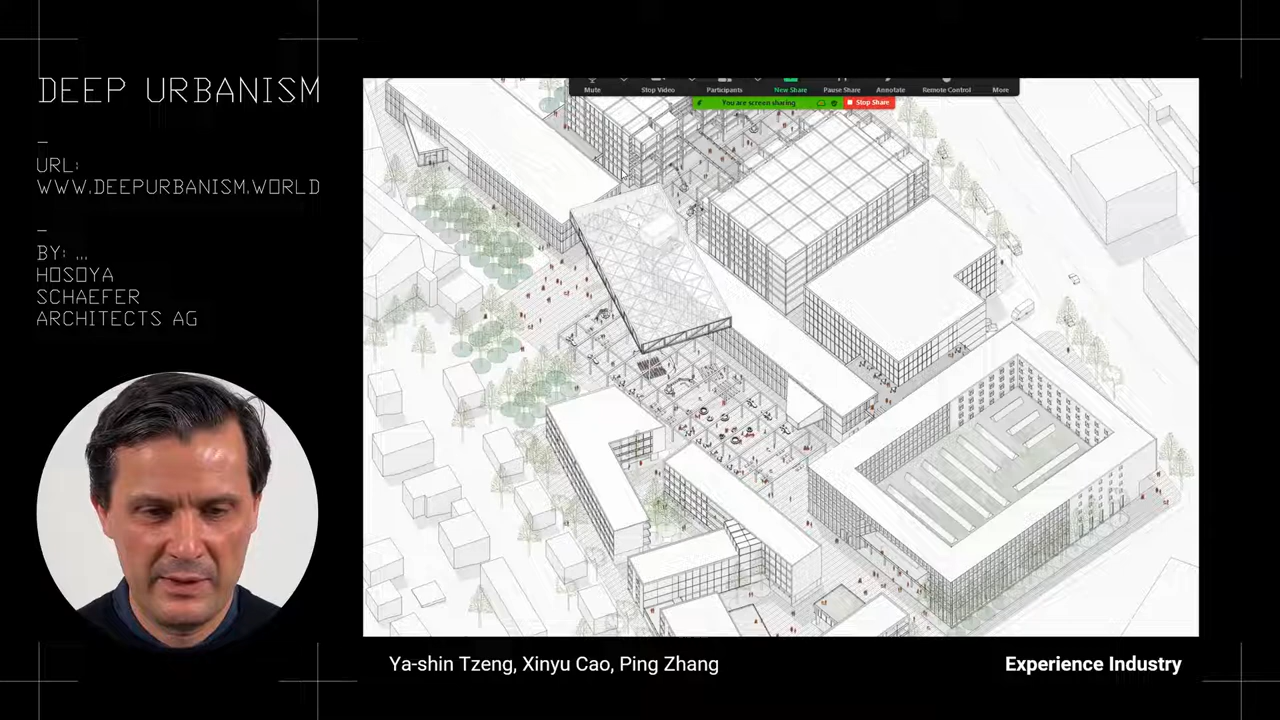 DEEP URBANISM
–
URL:
WWW.DEEPURBANISM.WORLD
–
BY: ...
HOSOYA
SCHAEFER
ARCHITECTS AG
Mute
Stop Video
Participants
New Share
Pause Share
Annotate
Remote Control
More
You are screen sharing
Stop Share
Ya-shin Tzeng, Xinyu Cao, Ping Zhang
Experience Industry